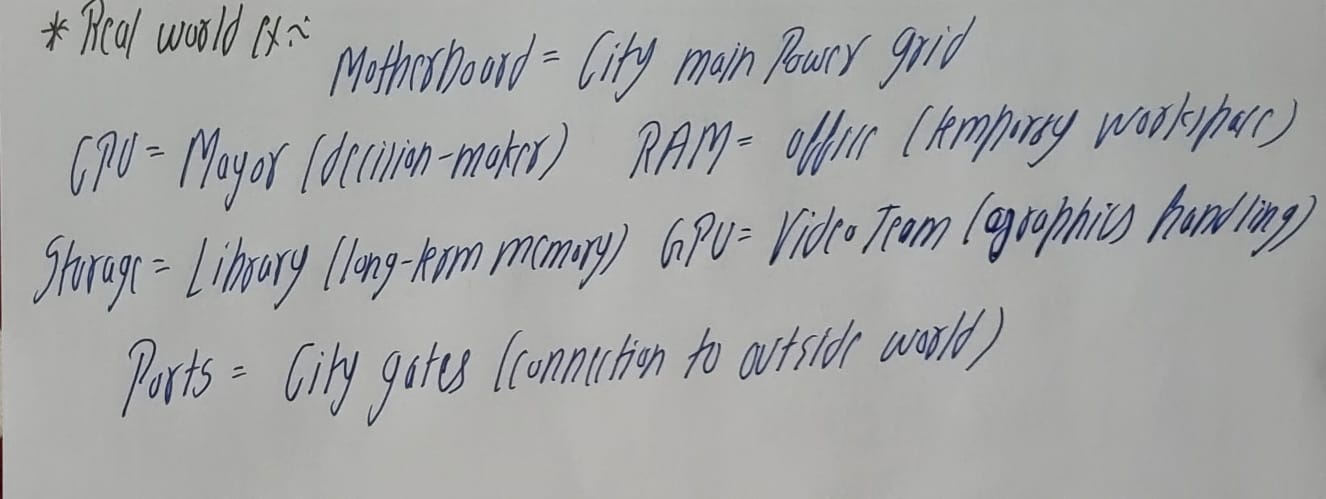 * Real world Ex:-
Motherboard = City main Power grid
CPU = Mayor (decision-maker) RAM = office (temporary workspace)
Storage = Library (long-term memory) GPU = Video Team (graphics handling)
Ports = City gates (connection to outside world)